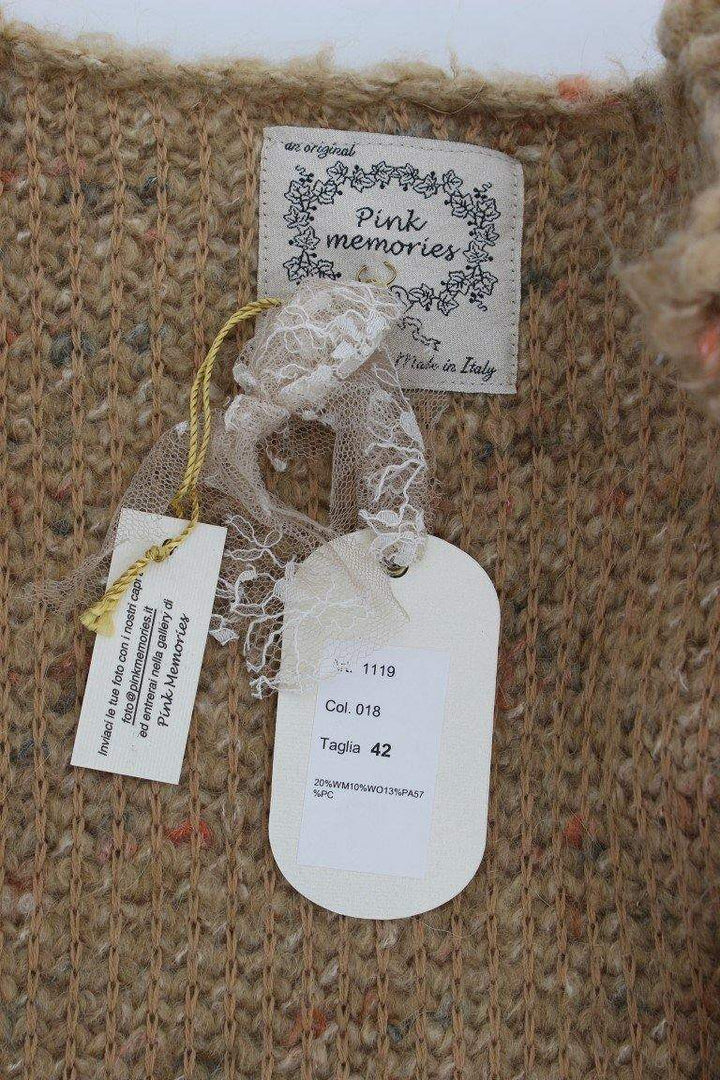 an original
Pink
memories
Made in Italy
Inviaci le tue foto con i nostri capi
foto@pinkmemories.it
ed entrerai nella gallery di
Pink Memories
1119
Col. 018
Taglia 42
20%WM10%WO13%PA57
%PC